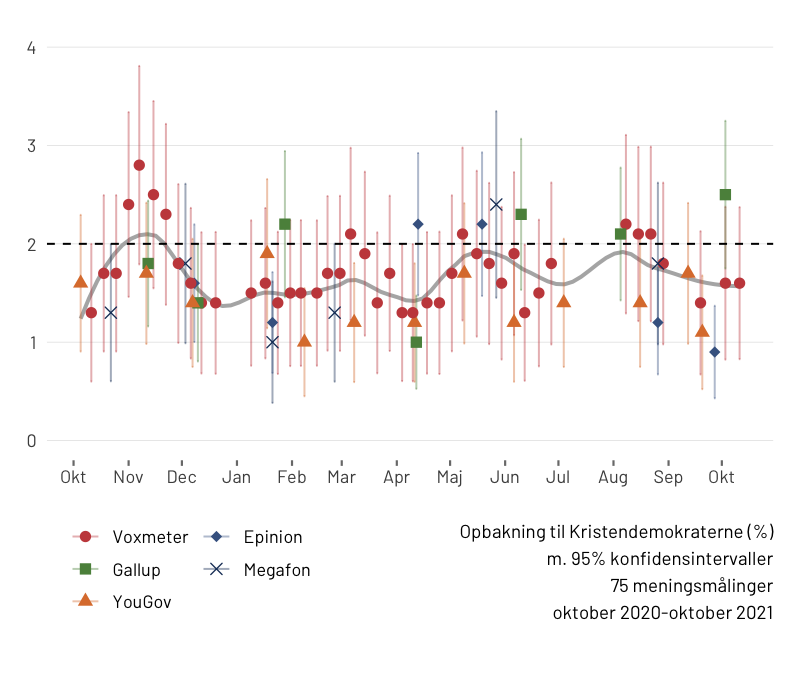 4
3
2
1
0
Okt Nov Dec Jan Feb Mar Apr Maj Jun Jul Aug Sep Okt
Voxmeter Epinion
Gallup Megafon
YouGov
Opbakning til Kristendemokraterne (%)
m. 95% konfidensintervaller
75 meningsmålinger
oktober 2020-oktober 2021